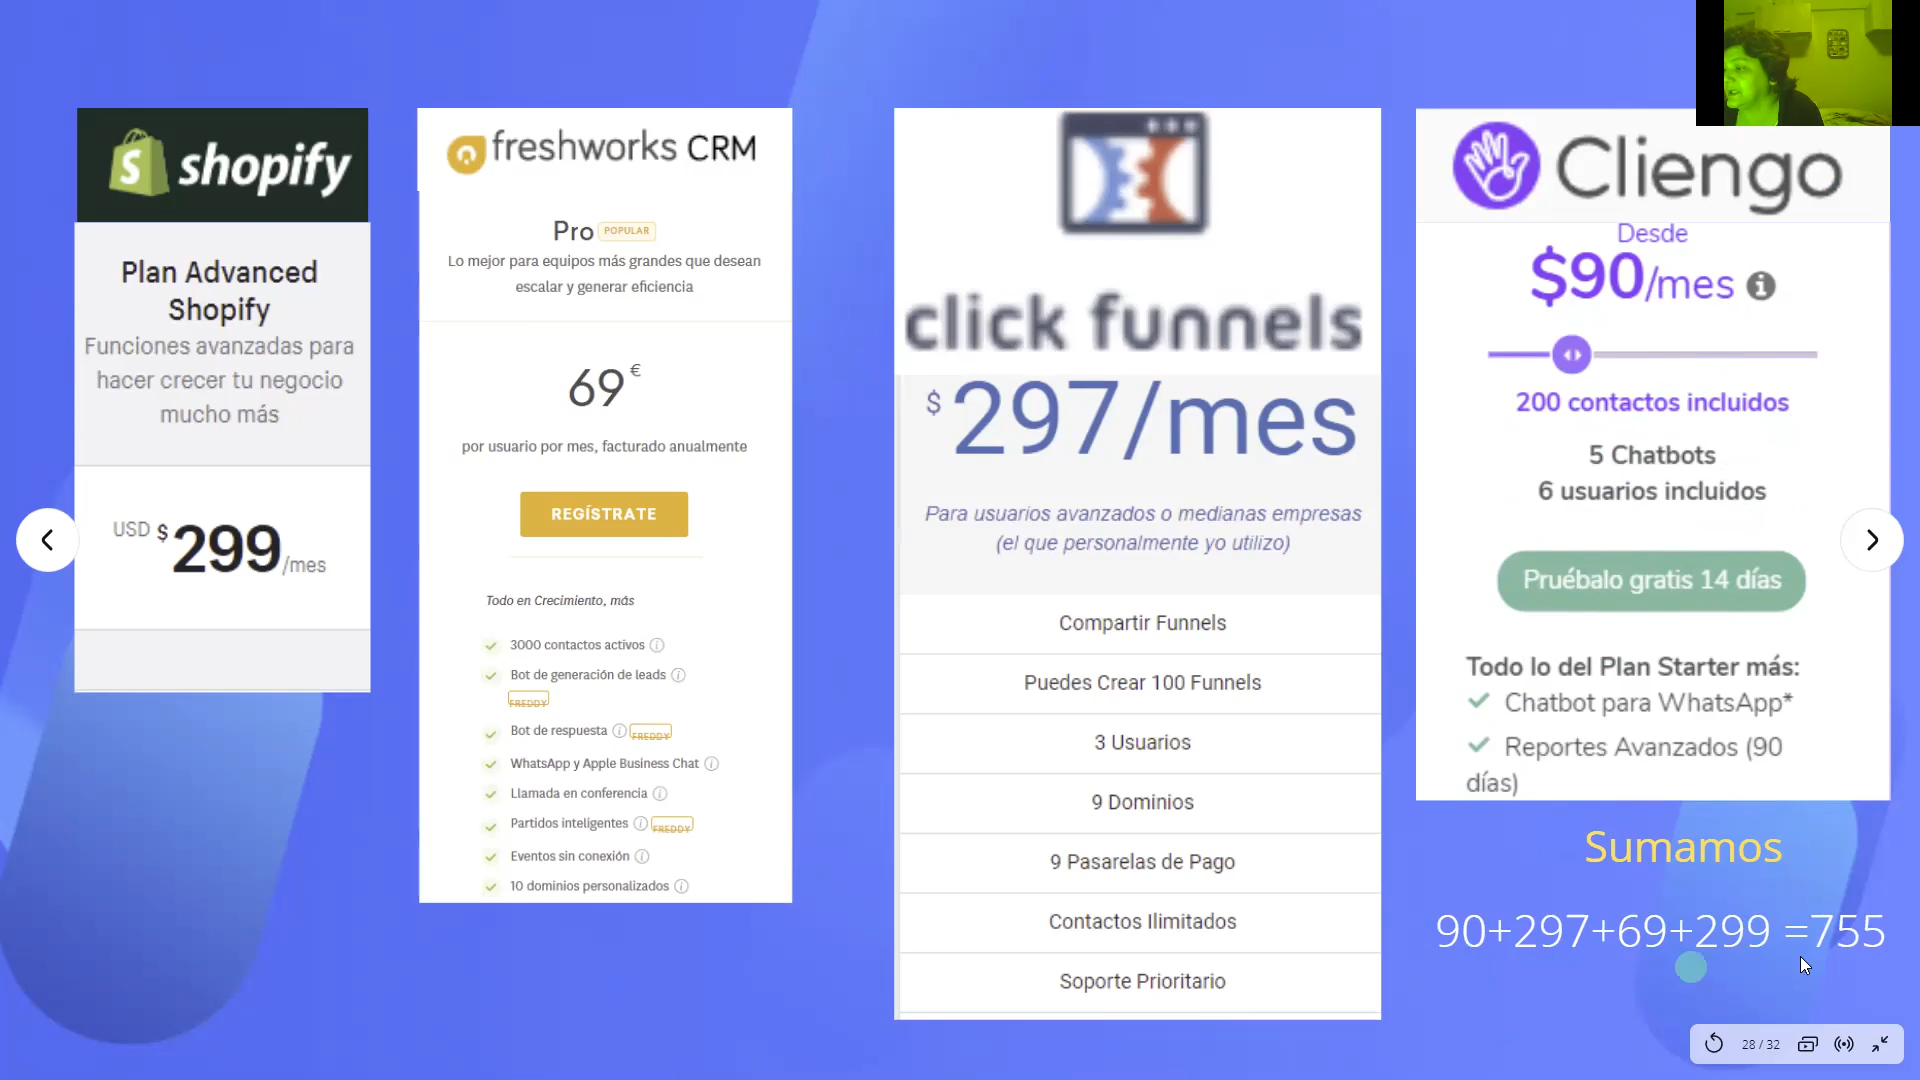 shopify
Plan Advanced
Shopify
Funciones avanzadas para
hacer crecer tu negocio
mucho más
USD $ 299/mes
freshworks CRM
Pro POPULAR
Lo mejor para equipos más grandes que desean
escalar y generar eficiencia
69 €
por usuario por mes, facturado anualmente
REGÍSTRATE
Todo en Crecimiento, más
3000 contactos activos
Bot de generación de leads
FREDDY
Bot de respuesta FREDDY
WhatsApp y Apple Business Chat
Llamada en conferencia
Partidos inteligentes FREDDY
Eventos sin conexión
10 dominios personalizados
click funnels
$ 297/mes
Para usuarios avanzados o medianas empresas
(el que personalmente yo utilizo)
Compartir Funnels
Puedes Crear 100 Funnels
3 Usuarios
9 Dominios
9 Pasarelas de Pago
Contactos Ilimitados
Soporte Prioritario
Cliengo
Desde
$90/mes
200 contactos incluidos
5 Chatbots
6 usuarios incluidos
Pruébalo gratis 14 días
Todo lo del Plan Starter más:
Chatbot para WhatsApp*
Reportes Avanzados (90
días)
Sumamos
90+297+69+299 =755
28 / 32